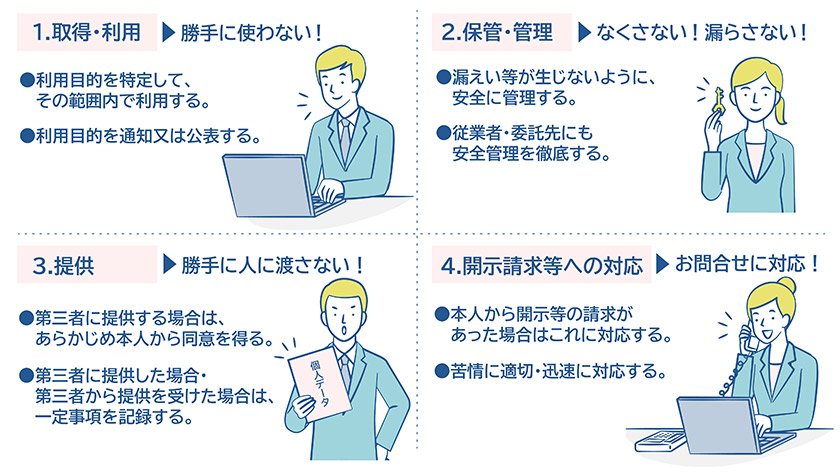 1.取得・利用 ▶勝手に使わない！
●利用目的を特定して、
その範囲内で利用する。
●利用目的を通知又は公表する。
2.保管・管理 ▶なくさない！漏らさない！
●漏えい等が生じないように、
安全に管理する。
●従業者・委託先にも
安全管理を徹底する。
3.提供 ▶勝手に人に渡さない！
●第三者に提供する場合は、
あらかじめ本人から同意を得る。
●第三者に提供した場合・
第三者から提供を受けた場合は、
一定事項を記録する。
個人データ
4.開示請求等への対応 ▶お問合せに対応！
●本人から開示等の請求が
あった場合はこれに対応する。
●苦情に適切・迅速に対応する。